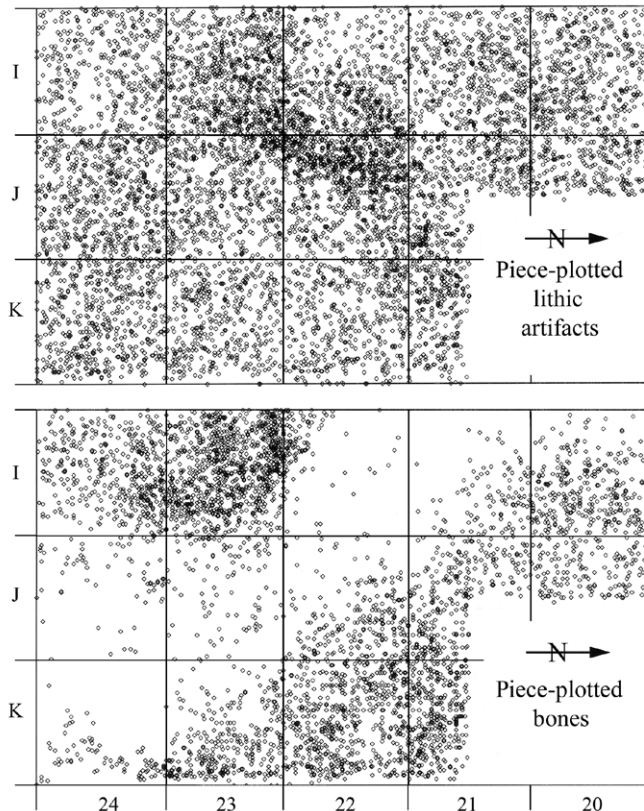 I
J
K
N
Piece-plotted
lithic
artifacts
I
J
K
N
Piece-plotted
bones
24 23 22 21 20